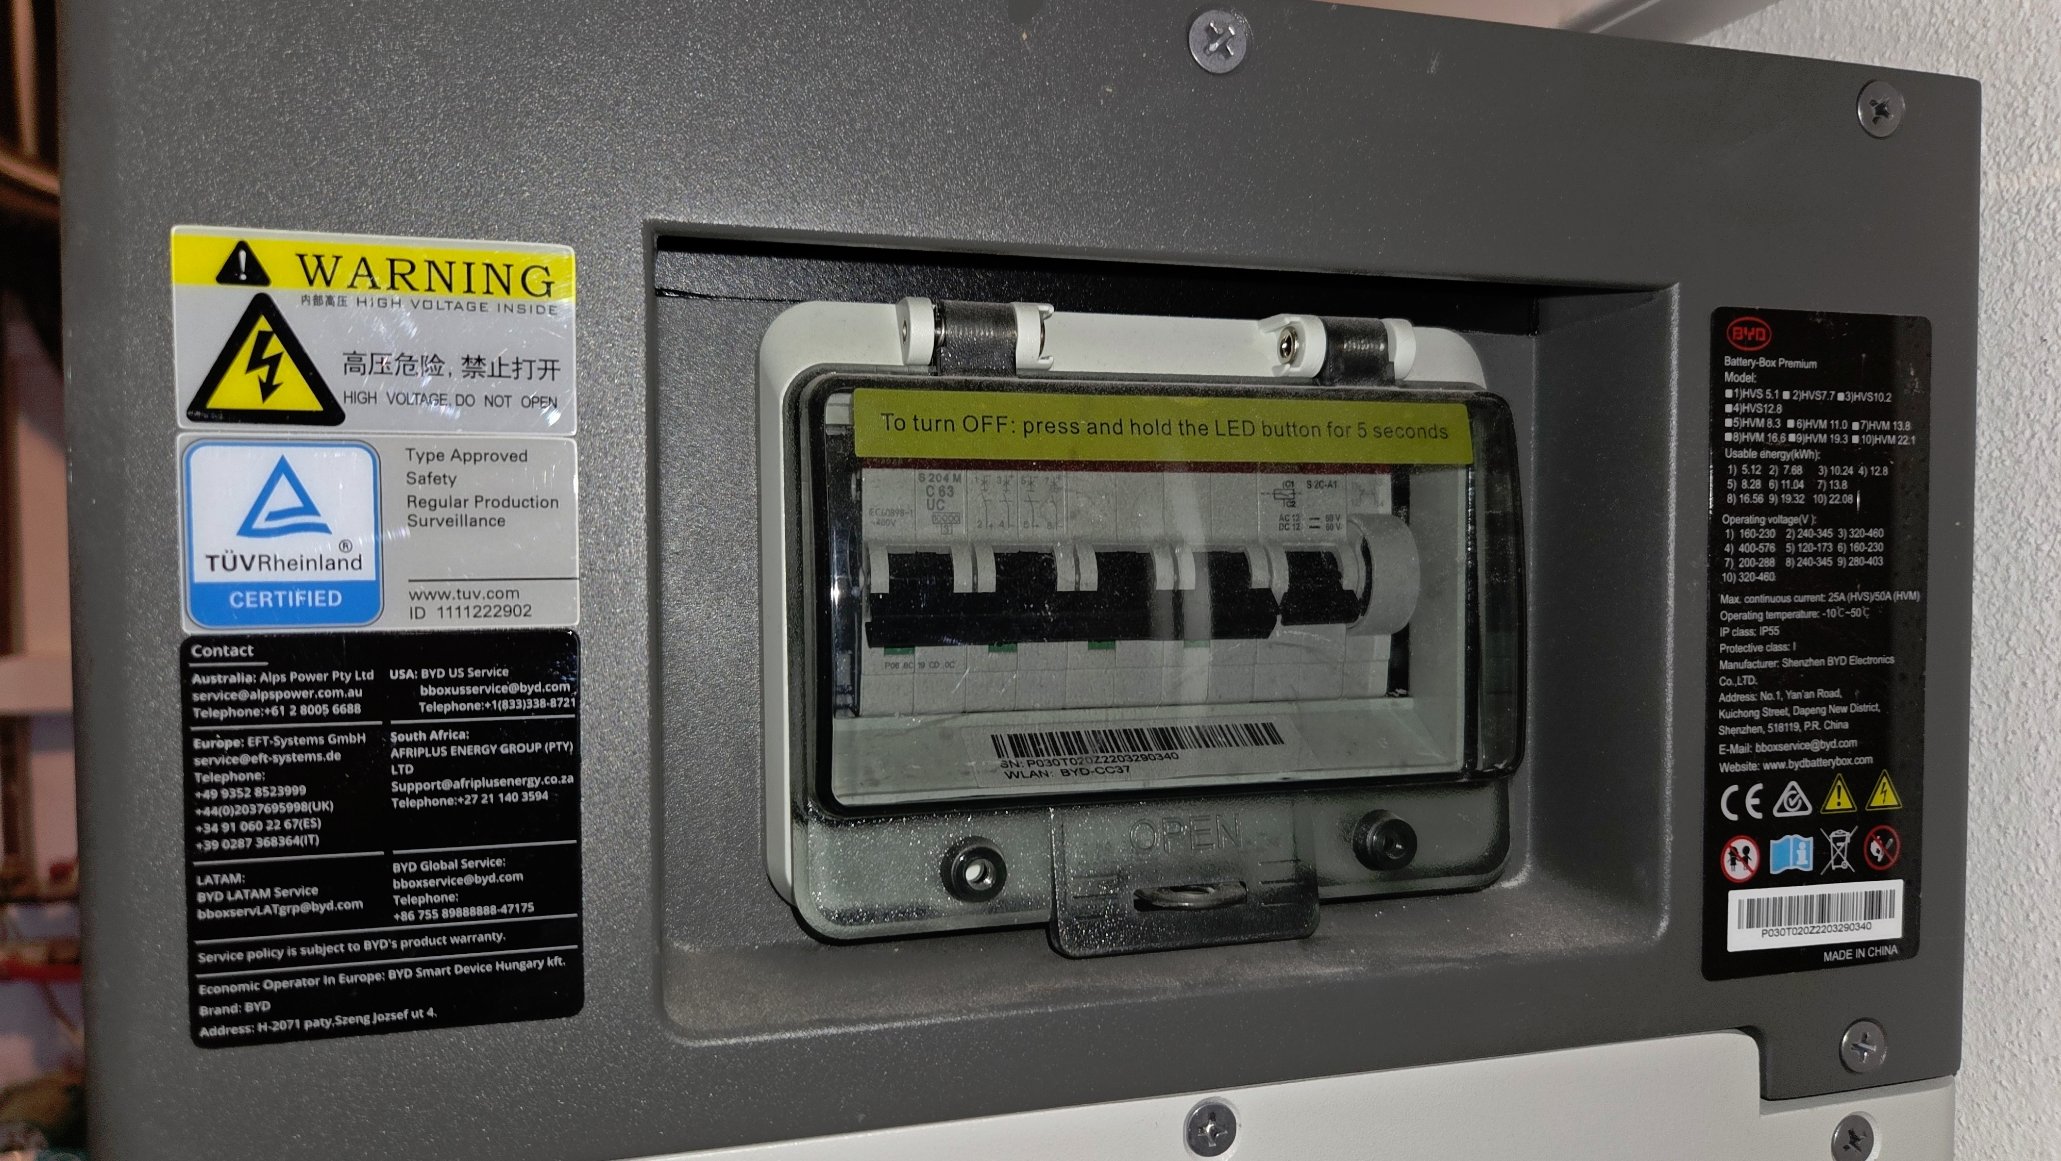 WARNING
内部高压 HIGH VOLTAGE INSIDE
高压危险，禁止打开
HIGH VOLTAGE, DO NOT OPEN
TÜVRheinland®
CERTIFIED
Type Approved
Safety
Regular Production
Surveillance
www.tuv.com
ID 1111222902
Contact
Australia: Alps Power Pty Ltd
service@alpspower.com.au
Telephone:+61 2 8005 6688
USA: BYD US Service
bboxusservice@byd.com
Telephone:+1(833)338-8721
Europe: EFT-Systems GmbH
service@eft-systems.de
Telephone:
+49 9352 8523999
+44(0)2037695998(UK)
+34 91 060 22 67(ES)
+39 0287 368364(IT)
South Africa:
AFRIPLUS ENERGY GROUP (PTY)
LTD
Support@afriplusenergy.co.za
Telephone:+27 21 140 3594
LATAM:
BYD LATAM Service
bboxservLATgrp@byd.com
BYD Global Service:
bboxservice@byd.com
Telephone:
+86 755 89888888-47175
Service policy is subject to BYD's product warranty.
Economic Operator In Europe: BYD Smart Device Hungary kft.
Brand: BYD
Address: H-2071 paty,Szeng Jozsef ut 4.
To turn OFF: press and hold the LED button for 5 seconds
S 204 M
C 63
UC
IEC60898-1
~400V
S 2C-A1
AC 12 60 V
DC 12 60 V
SN: P030T020Z2203290340
WLAN: BYD-CC37
OPEN
BYD
Battery-Box Premium
Model:
■1)HVS 5.1 ■2)HVS7.7 ■3)HVS10.2
■4)HVS12.8
■5)HVM 8.3 ■6)HVM 11.0 ■7)HVM 13.8
■8)HVM 16.6 ■9)HVM 19.3 ■10)HVM 22.1
Usable energy(kWh):
1) 5.12 2) 7.68 3) 10.24 4) 12.8
5) 8.28 6) 11.04 7) 13.8
8) 16.56 9) 19.32 10) 22.08
Operating voltage(V ):
1) 160-230 2) 240-345 3) 320-460
4) 400-576 5) 120-173 6) 160-230
7) 200-288 8) 240-345 9) 280-403
10) 320-460
Max. continuous current: 25A (HVS)/50A (HVM)
Operating temperature: -10℃~50℃
IP class: IP55
Protective class: I
Manufacturer: Shenzhen BYD Electronics
Co.,LTD.
Address: No.1, Yan'an Road,
Kuichong Street, Dapeng New District,
Shenzhen, 518119, P.R. China
E-Mail: bboxservice@byd.com
Website: www.bydbatterybox.com
CE
P030T020Z2203290340
MADE IN CHINA